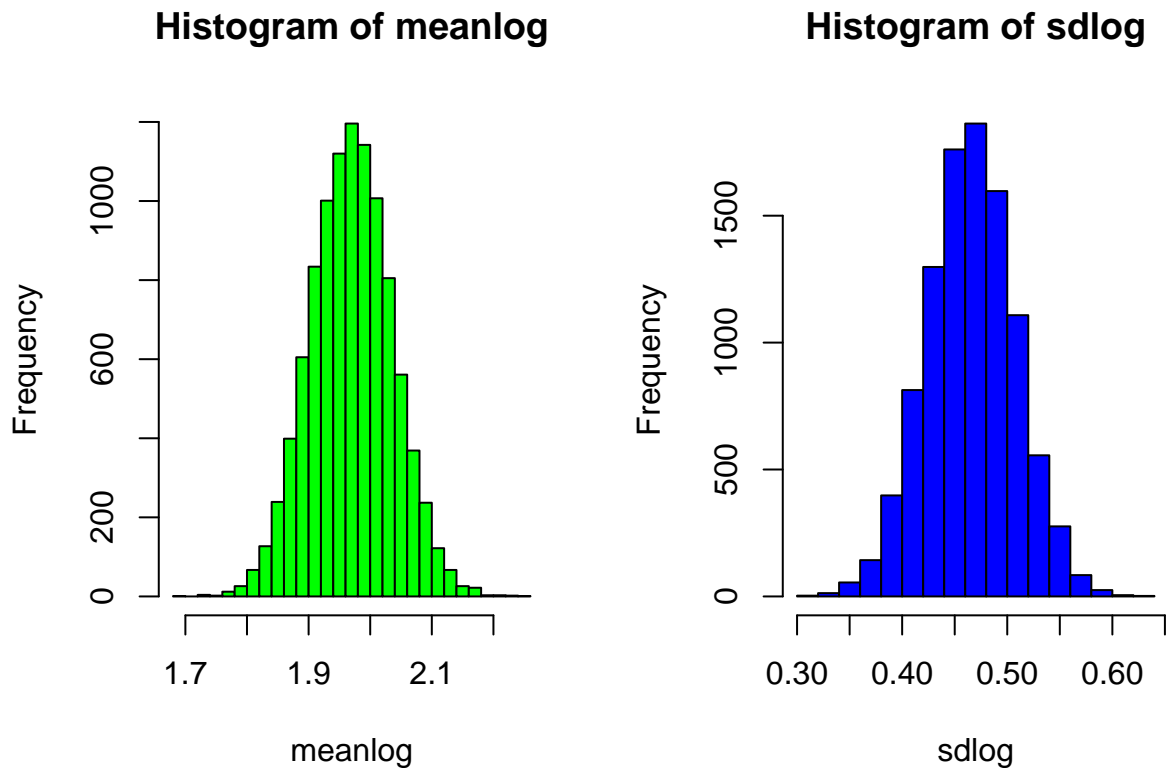 Histogram of meanlog
Frequency
1000
600
200
0
1.7 1.9 2.1
meanlog
Histogram of sdlog
Frequency
1500
1000
500
0
0.30 0.40 0.50 0.60
sdlog